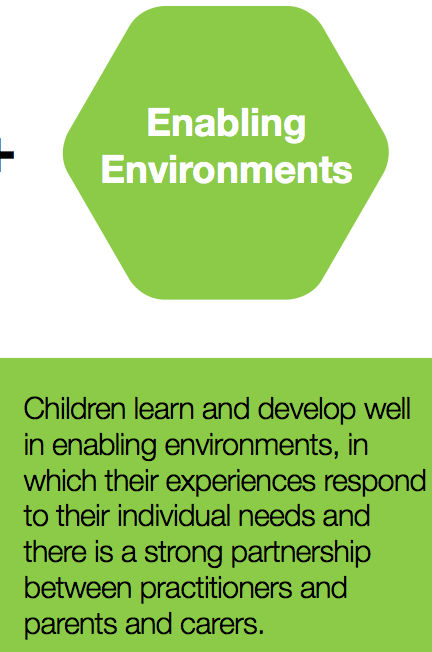 +
Enabling
Environments
Children learn and develop well
in enabling environments, in
which their experiences respond
to their individual needs and
there is a strong partnership
between practitioners and
parents and carers.